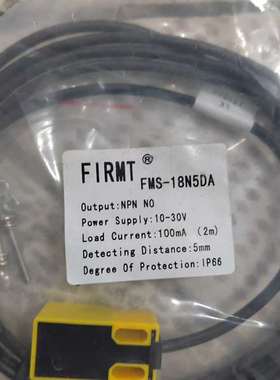 FIRMT®
FMS-18N5DA
Output:NPN NO
Power Supply:10-30V
Load Current:100mA (2m)
Detecting Distance:5mm
Degree Of Protection:IP66